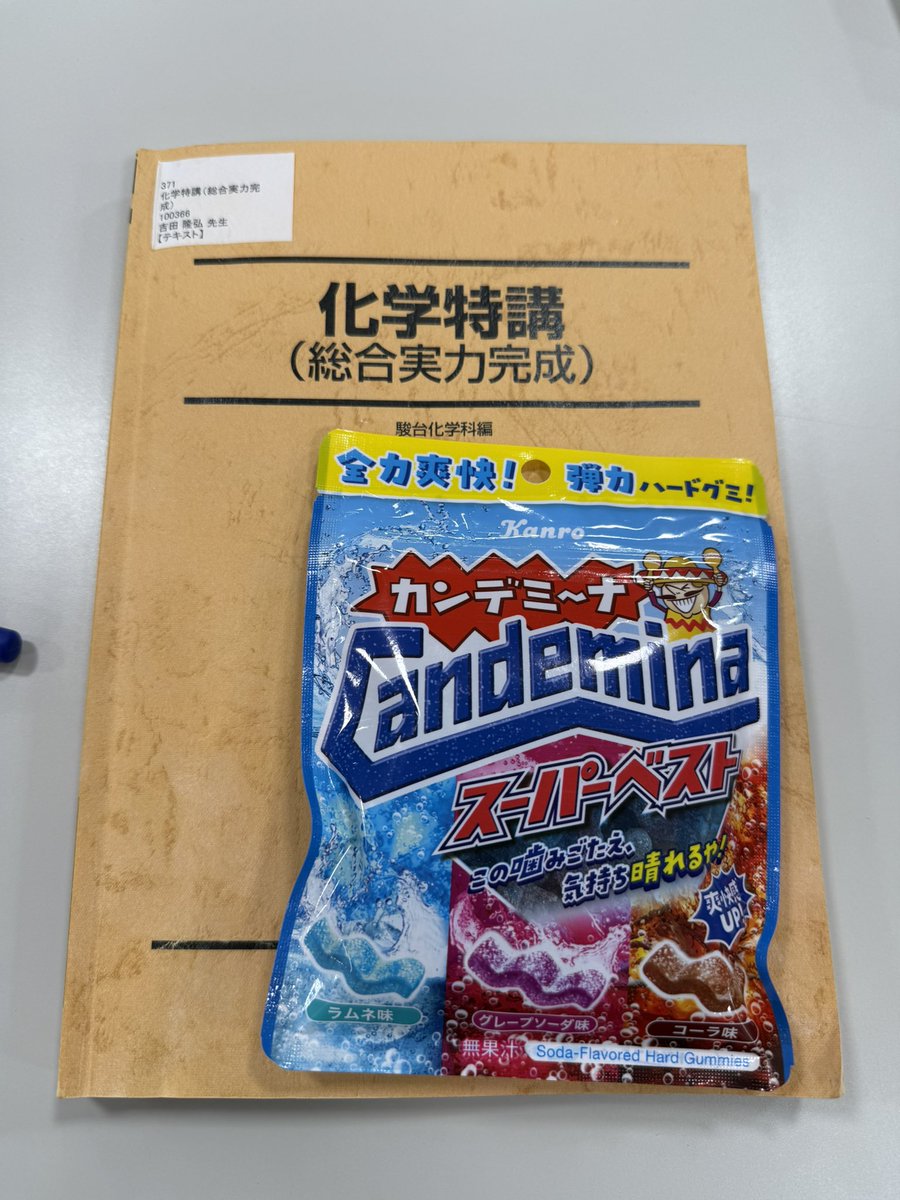 371
化学特講(総合実力完
成)
100366
吉田 隆弘 先生
【テキスト】
化学特講
(総合実力完成)
駿台化学科編
全力爽快! 弾力ハードグミ!
Kanro
カンデミ〜ナ
Candemina
スーパーベスト
この噛みごたえ、
気持ち晴れるや!
爽快感
UP!
ラムネ味
グレープソーダ味
コーラ味
無果汁
Soda-Flavored Hard Gummies